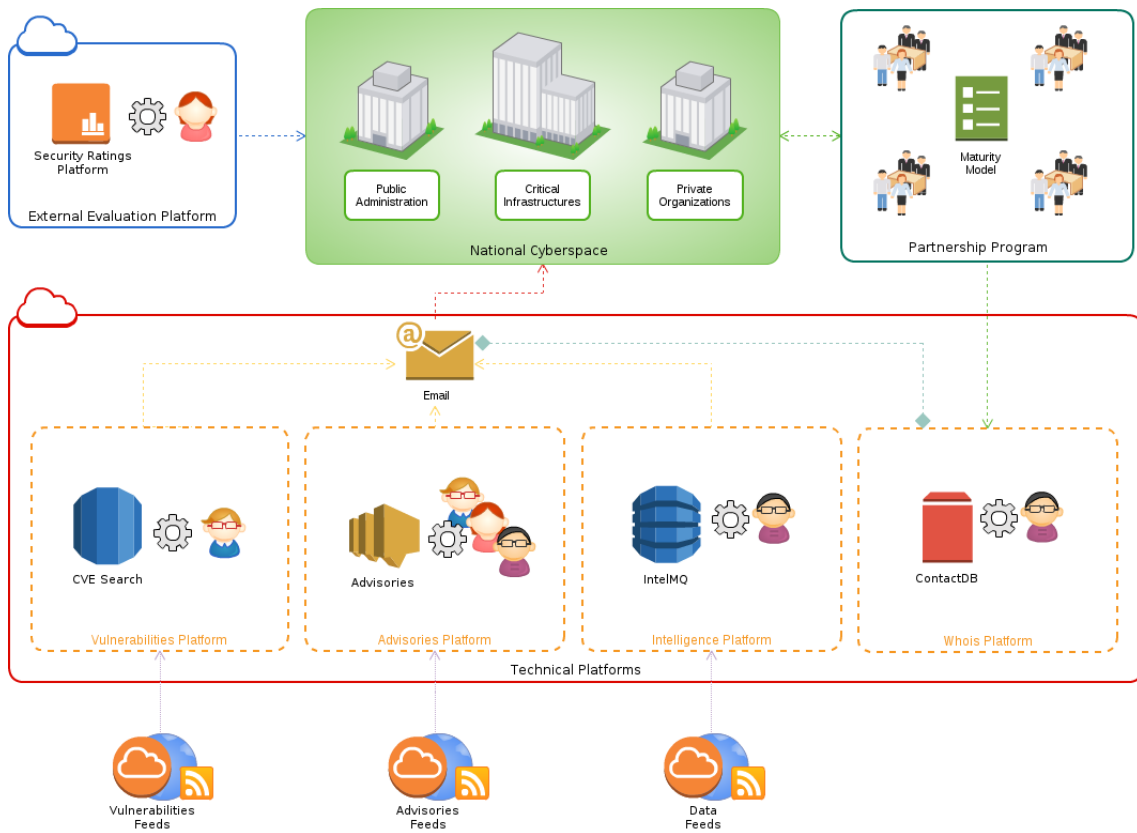 Security Ratings
Platform
External Evaluation Platform
Public
Administration
Critical
Infrastructures
Private
Organizations
National Cyberspace
Maturity
Model
Partnership Program
@
Email
CVE Search
Vulnerabilities Platform
Advisories
Advisories Platform
IntelMQ
Intelligence Platform
ContactDB
Whois Platform
Technical Platforms
Vulnerabilities
Feeds
Advisories
Feeds
Data
Feeds